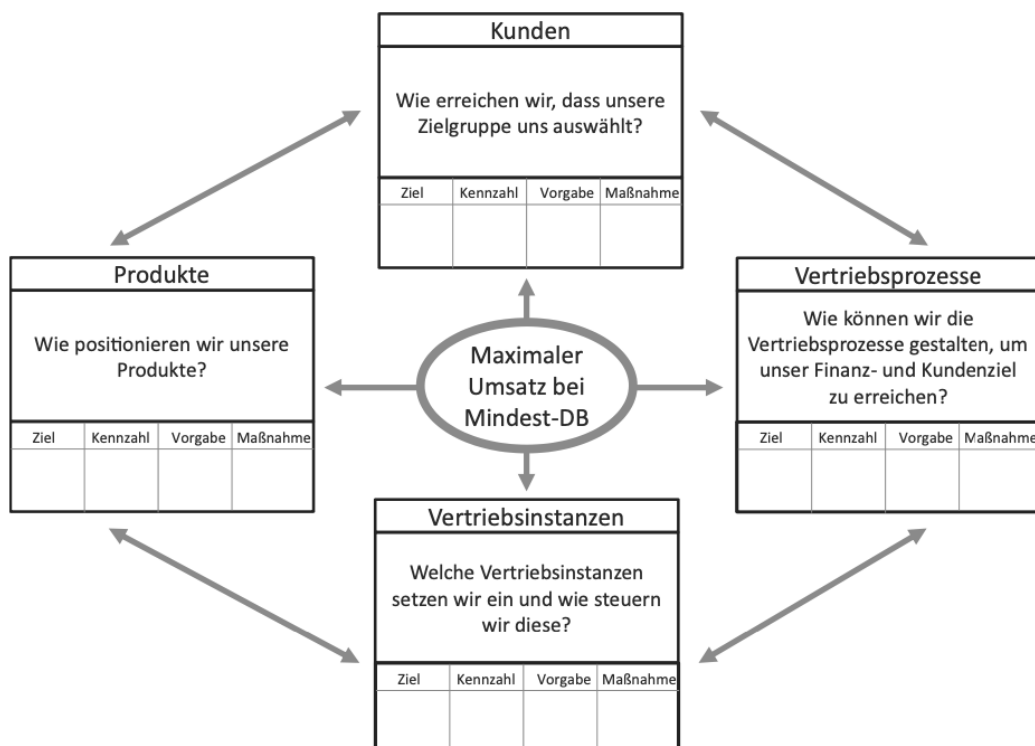 Kunden
Wie erreichen wir, dass unsere
Zielgruppe uns auswählt?
Ziel Kennzahl Vorgabe Maßnahme
Produkte
Wie positionieren wir unsere
Produkte?
Ziel Kennzahl Vorgabe Maßnahme
Maximaler
Umsatz bei
Mindest-DB
Vertriebsprozesse
Wie können wir die
Vertriebsprozesse gestalten, um
unser Finanz- und Kundenziel
zu erreichen?
Ziel Kennzahl Vorgabe Maßnahme
Vertriebsinstanzen
Welche Vertriebsinstanzen
setzen wir ein und wie steuern
wir diese?
Ziel Kennzahl Vorgabe Maßnahme